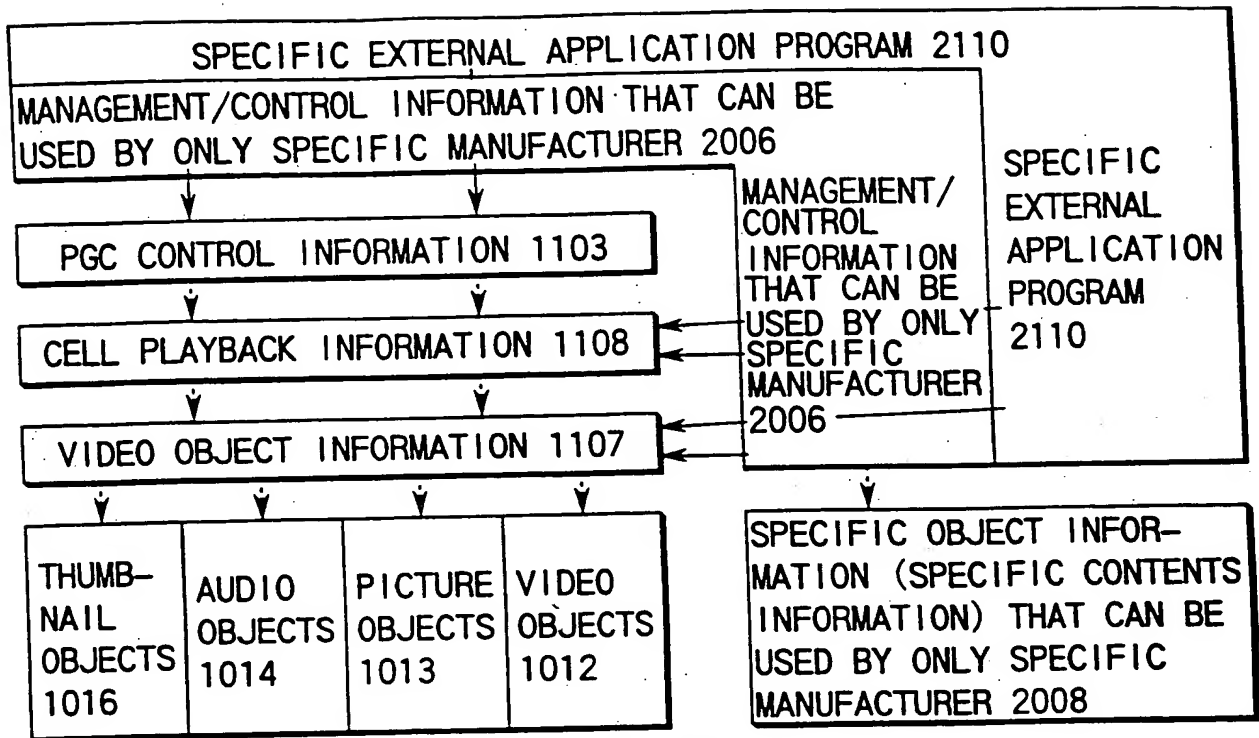 SPECIFIC EXTERNAL APPLICATION PROGRAM 2110
MANAGEMENT/CONTROL INFORMATION THAT CAN BE
USED BY ONLY SPECIFIC MANUFACTURER 2006
PGC CONTROL INFORMATION 1103
CELL PLAYBACK INFORMATION 1108
VIDEO OBJECT INFORMATION 1107
MANAGEMENT/
CONTROL
INFORMATION
THAT CAN BE
USED BY ONLY
SPECIFIC
MANUFACTURER
2006
SPECIFIC
EXTERNAL
APPLICATION
PROGRAM
2110
THUMB-
NAIL
OBJECTS
1016
AUDIO
OBJECTS
1014
PICTURE
OBJECTS
1013
VIDEO
OBJECTS
1012
SPECIFIC OBJECT INFOR-
MATION (SPECIFIC CONTENTS
INFORMATION) THAT CAN BE
USED BY ONLY SPECIFIC
MANUFACTURER 2008